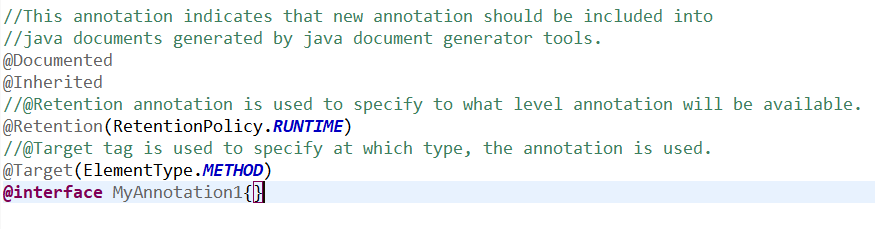 //This annotation indicates that new annotation should be included into
//java documents generated by java document generator tools.
@Documented
@Inherited
//@Retention annotation is used to specify to what level annotation will be available.
@Retention(RetentionPolicy.RUNTIME)
//@Target tag is used to specify at which type, the annotation is used.
@Target(ElementType.METHOD)
@interface MyAnnotation1{}